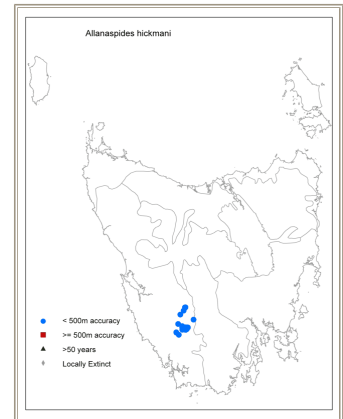 Allanaspides hickmani
< 500m accuracy
>= 500m accuracy
>50 years
Locally Extinct